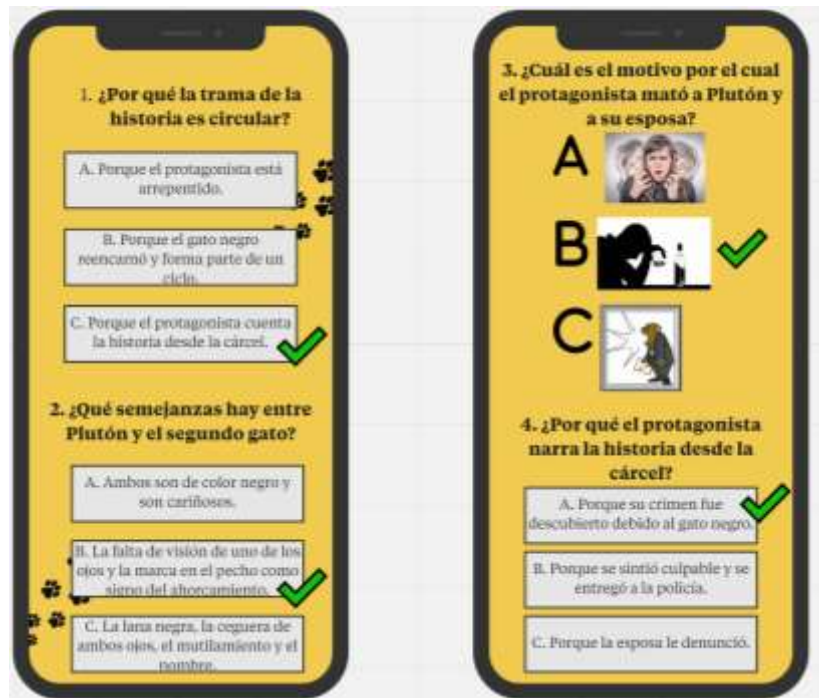 1. ¿Por qué la trama de la
historia es circular?
A. Porque el protagonista está
arrepentido.
B. Porque el gato negro
reencarnó y forma parte de un
ciclo.
C. Porque el protagonista cuenta
la historia desde la cárcel.
2. ¿Qué semejanzas hay entre
Plutón y el segundo gato?
A. Ambos son de color negro y
son cariñosos.
B. La falta de visión de uno de los
ojos y la marca en el pecho como
signo del ahorcamiento.
C. La lana negra, la ceguera de
ambos ojos, el mutilamiento y el
nombre.
3. ¿Cuál es el motivo por el cual
el protagonista mató a Plutón y
a su esposa?
A
B
C
4. ¿Por qué el protagonista
narra la historia desde la
cárcel?
A. Porque su crimen fue
descubierto debido al gato negro.
B. Porque se sintió culpable y se
entregó a la policía.
C. Porque la esposa le denunció.